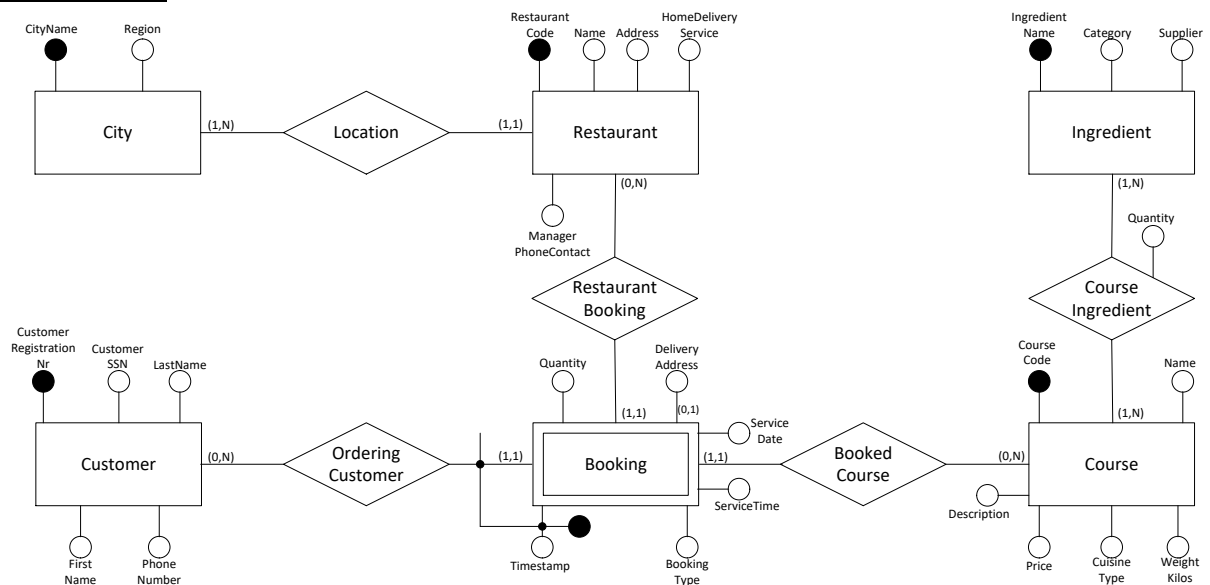 CityName
Region
Restaurant
Code
Name
Address
HomeDelivery
Service
Ingredient
Name
Category
Supplier
City
(1,N)
Location
(1,1)
Restaurant
Ingredient
(0,N)
(1,N)
Manager
PhoneContact
Quantity
Restaurant
Booking
Course
Ingredient
Customer
Registration
Nr
Customer
SSN
LastName
Quantity
Delivery
Address
(0,1)
Course
Code
Name
(1,1)
(1,N)
Service
Date
Customer
(0,N)
Ordering
Customer
(1,1)
Booking
(1,1)
Booked
Course
(0,N)
Course
ServiceTime
Description
First
Name
Phone
Number
Timestamp
Booking
Type
Price
Cuisine
Type
Weight
Kilos